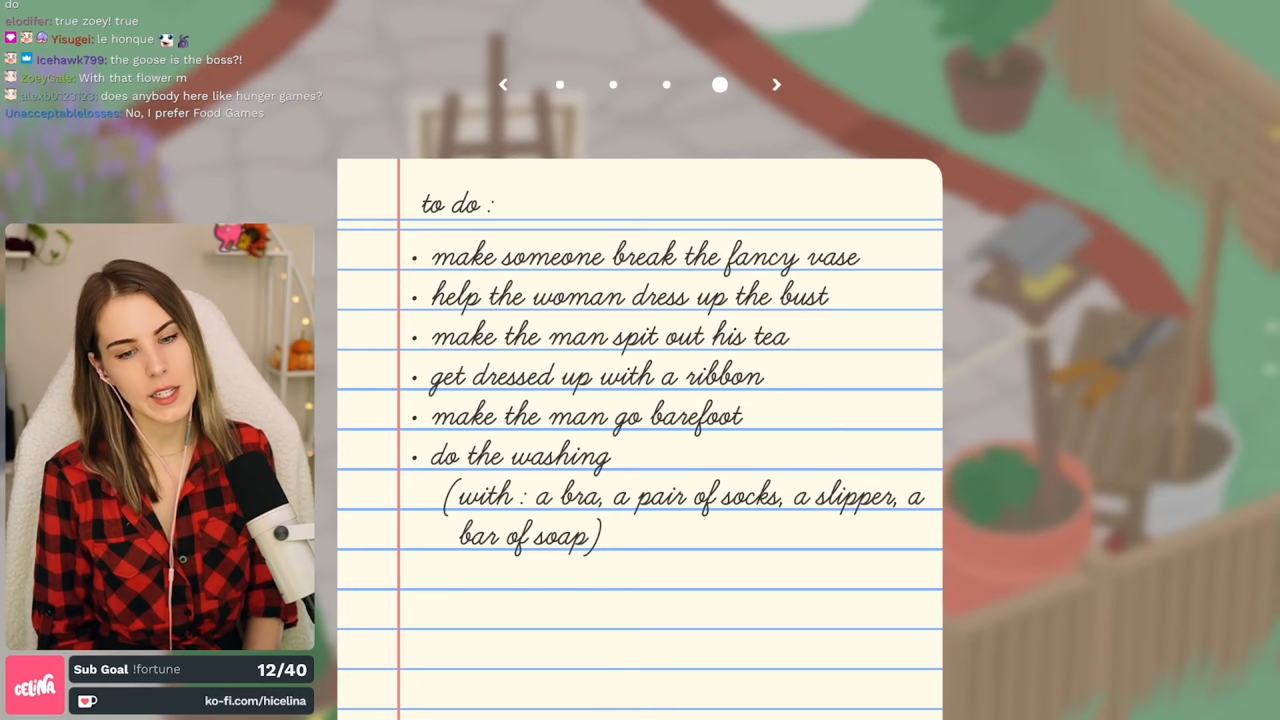 do
elodifer: true zoey! true
Yisugei: le honque
Icehawk799: the goose is the boss?!
ZoeyGale: With that flower m
alexb0123123: does anybody here like hunger games?
Unacceptablelosses: No, I prefer Food Games
to do :
• make someone break the fancy vase
• help the woman dress up the bust
• make the man spit out his tea
• get dressed up with a ribbon
• make the man go barefoot
• do the washing
(with : a bra, a pair of socks, a slipper, a
bar of soap)
CELINA
Sub Goal !fortune 12/40
ko-fi.com/hicelina